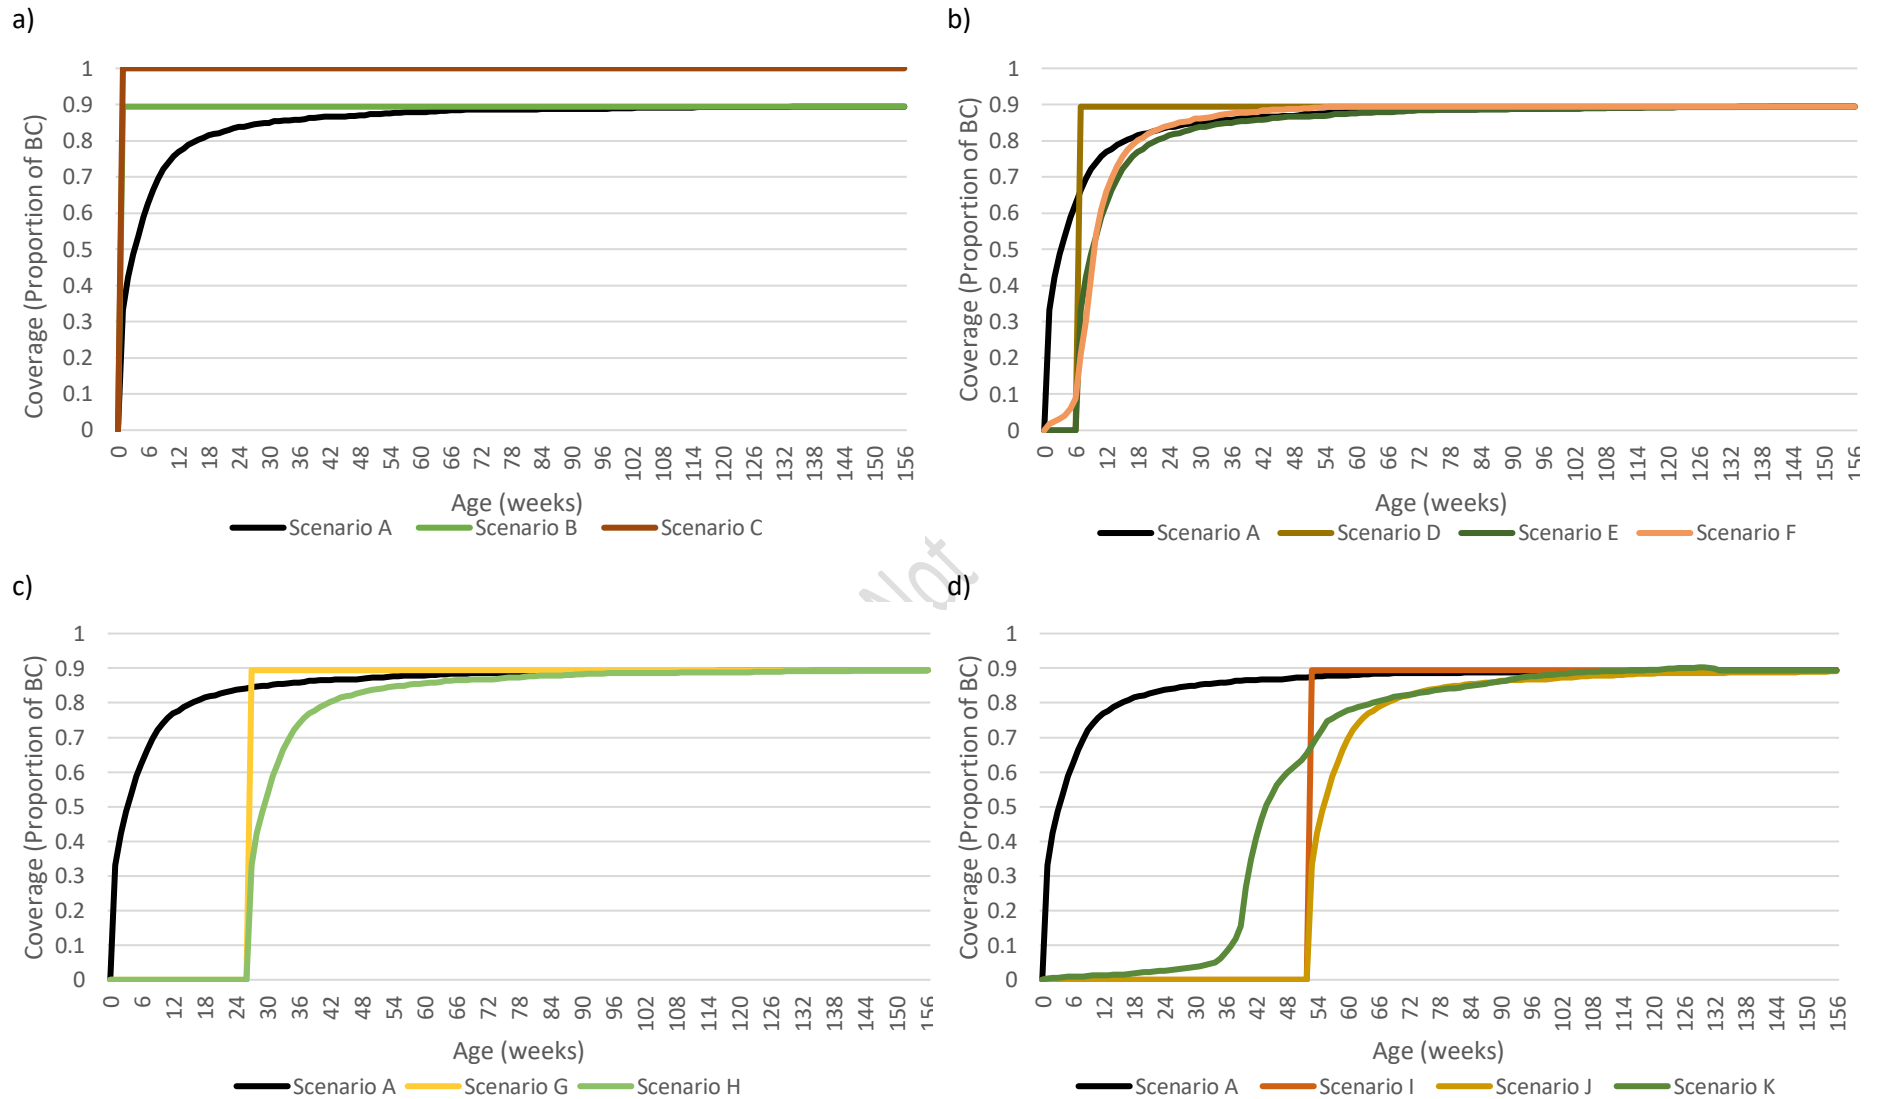 a)
Coverage (Proportion of BC)
1
0.9
0.8
0.7
0.6
0.5
0.4
0.3
0.2
0.1
0
0 6 12 18 24 30 36 42 48 54 60 66 72 78 84 90 96 102 108 114 120 126 132 138 144 150 156
Age (weeks)
Scenario A Scenario B Scenario C
b)
Coverage (Proportion of BC)
1
0.9
0.8
0.7
0.6
0.5
0.4
0.3
0.2
0.1
0
0 6 12 18 24 30 36 42 48 54 60 66 72 78 84 90 96 102 108 114 120 126 132 138 144 150 156
Age (weeks)
Scenario A Scenario D Scenario E Scenario F
Not
c)
Coverage (Proportion of BC)
1
0.9
0.8
0.7
0.6
0.5
0.4
0.3
0.2
0.1
0
0 6 12 18 24 30 36 42 48 54 60 66 72 78 84 90 96 102 108 114 120 126 132 138 144 150 156
Age (weeks)
Scenario A Scenario G Scenario H
d)
Coverage (Proportion of BC)
1
0.9
0.8
0.7
0.6
0.5
0.4
0.3
0.2
0.1
0
0 6 12 18 24 30 36 42 48 54 60 66 72 78 84 90 96 102 108 114 120 126 132 138 144 150 156
Age (weeks)
Scenario A Scenario I Scenario J Scenario K